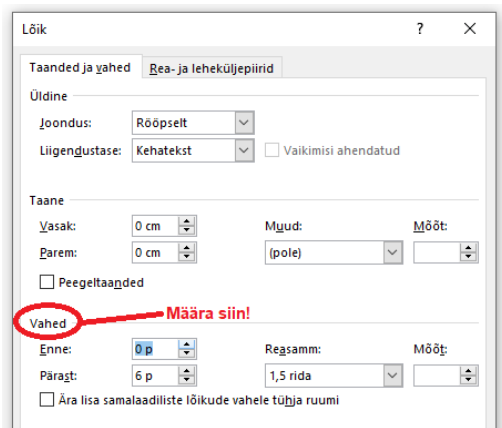 Lõik ? ×
Taanded ja vahed Rea- ja leheküljepiirid
Üldine
Joondus: Rööpselt
Liigendustase: Kehatekst Vaikimisi ahendatud
Taane
Vasak: 0 cm Muud: Mõõt:
Parem: 0 cm (pole)
Peegeltaanded
Määra siin!
Vahed
Enne: 0 p Reasamm: Mõõt:
Pärast: 6 p 1,5 rida
Ära lisa samalaadiliste lõikude vahele tühja ruumi